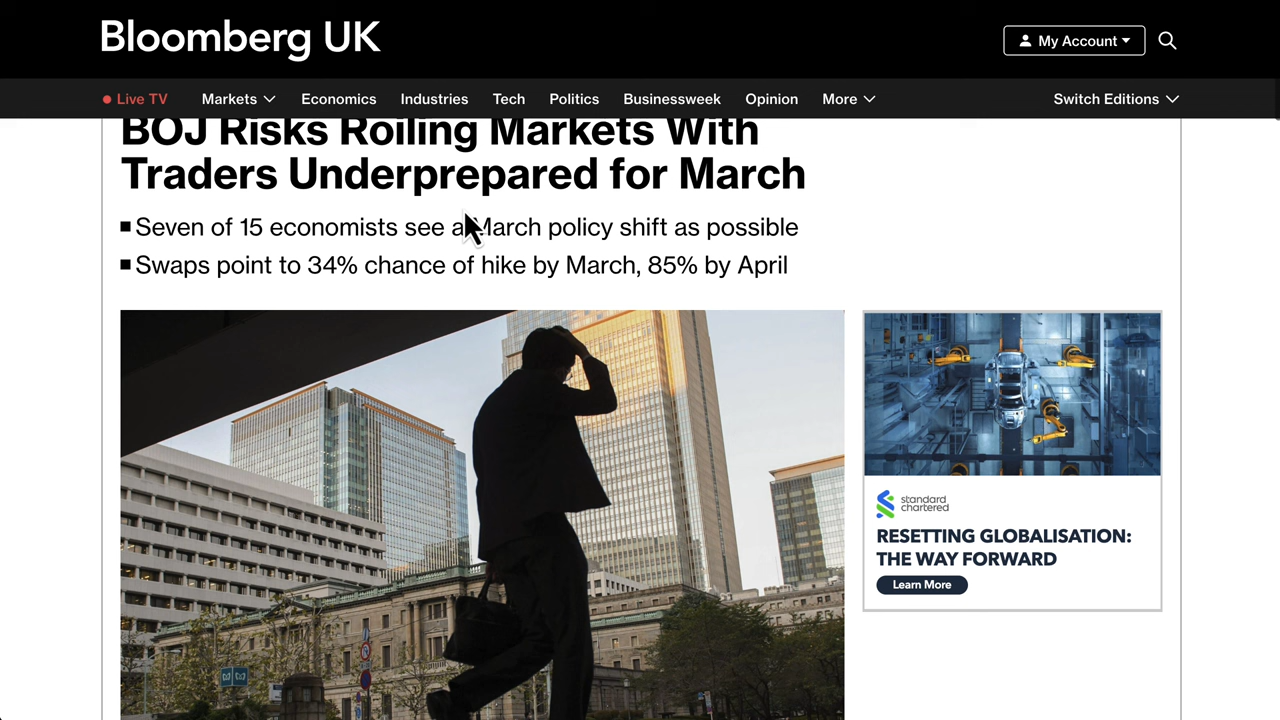 Bloomberg UK
My Account
Live TV Markets Economics Industries Tech Politics Businessweek Opinion More Switch Editions
BOJ Risks Roiling Markets With
Traders Underprepared for March
Seven of 15 economists see a March policy shift as possible
Swaps point to 34% chance of hike by March, 85% by April
standard
chartered
RESETTING GLOBALISATION:
THE WAY FORWARD
Learn More